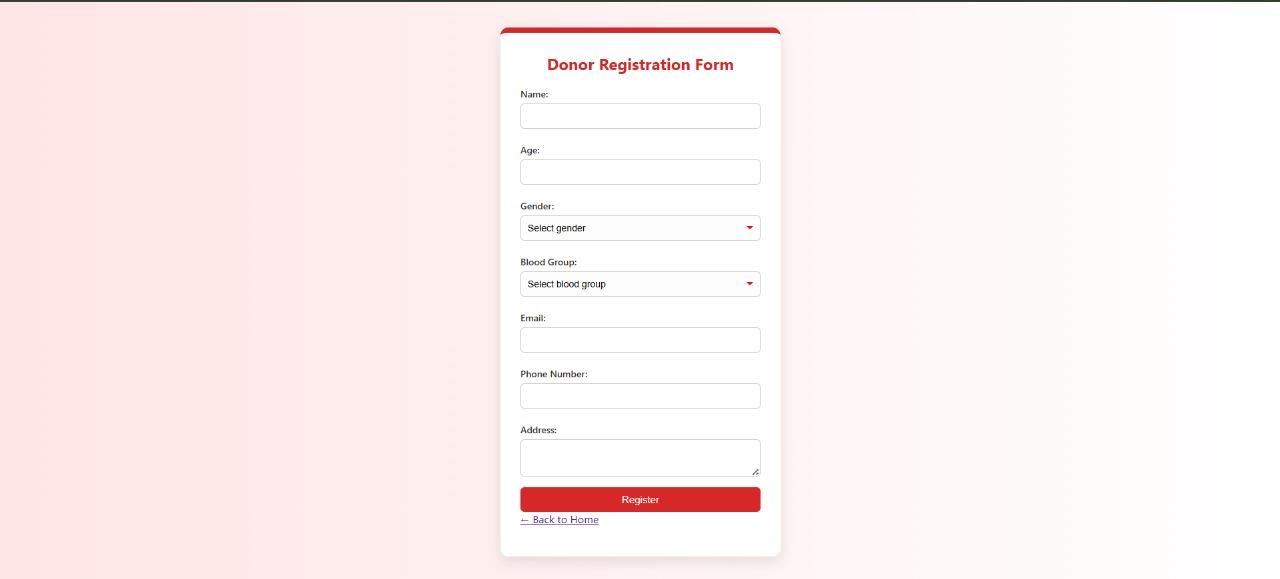 Donor Registration Form
Name:
Age:
Gender:
Select gender
Blood Group:
Select blood group
Email:
Phone Number:
Address:
Register
← Back to Home